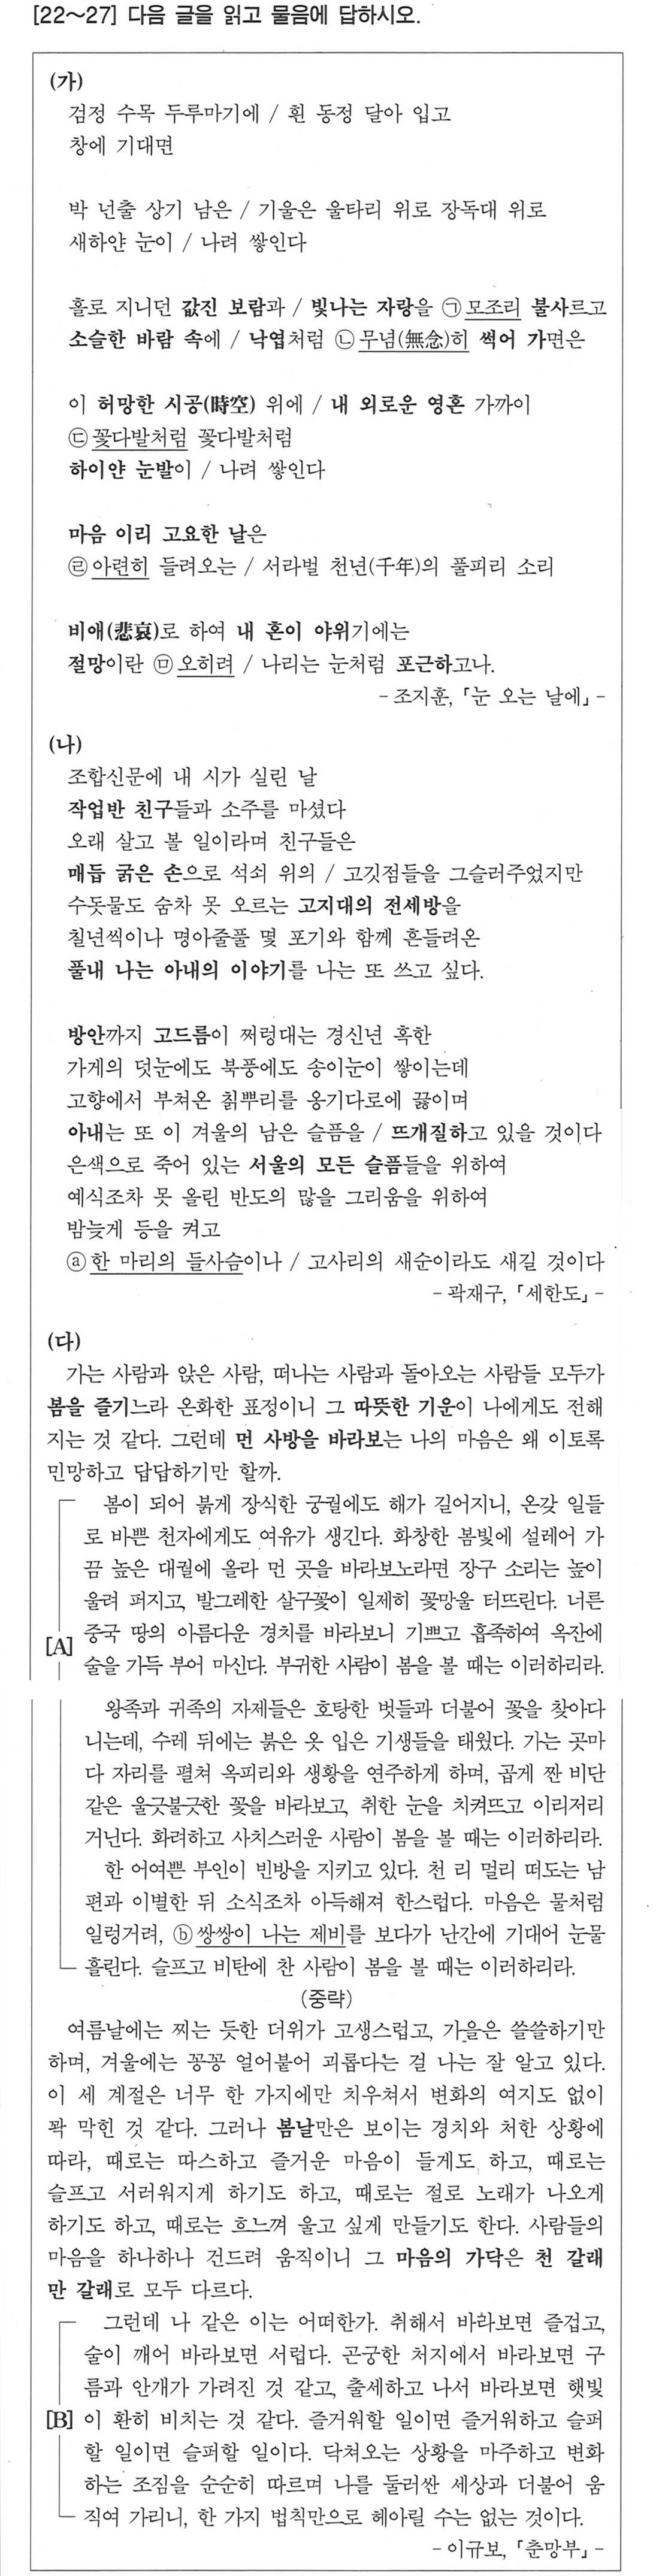 [22～27] 다음 글을 읽고 물음에 답하시오.
(가)
검정 수목 두루마기에 / 흰 동정 달아 입고
창에 기대면
박 넌출 상기 남은 / 기울은 울타리 위로 장독대 위로
새하얀 눈이 / 나려 쌓인다
홀로 지니던 값진 보람과 / 빛나는 자랑을 ㉠모조리 불사르고
소슬한 바람 속에 / 낙엽처럼 ㉡무념(無念)히 썩어 가면은
이 허망한 시공(時空) 위에 / 내 외로운 영혼 가까이
㉢꽃다발처럼 꽃다발처럼
하이얀 눈발이 / 나려 쌓인다
마음 이리 고요한 날은
㉣아련히 들려오는 / 서라벌 천년(千年)의 풀피리 소리
비애(悲哀)로 하여 내 혼이 야위기에는
절망이란 ㉤오히려 / 나리는 눈처럼 포근하고나.
- 조지훈, 「눈 오는 날에」 -
(나)
조합신문에 내 시가 실린 날
작업반 친구들과 소주를 마셨다
오래 살고 볼 일이라며 친구들은
매듭 굵은 손으로 석쇠 위의 / 고깃점들을 그슬러주었지만
수돗물도 숨차 못 오르는 고지대의 전세방을
칠년씩이나 명아줄풀 몇 포기와 함께 흔들려온
풀내 나는 아내의 이야기를 나는 또 쓰고 싶다.
방안까지 고드름이 쩌렁대는 경신년 혹한
가게의 덧눈에도 북풍에도 송이눈이 쌓이는데
고향에서 부쳐온 칡뿌리를 옹기다로에 끓이며
아내는 또 이 겨울의 남은 슬픔을 / 뜨개질하고 있을 것이다
은색으로 죽어 있는 서울의 모든 슬픔들을 위하여
예식조차 못 올린 반도의 많을 그리움을 위하여
밤늦게 등을 켜고
ⓐ한 마리의 들사슴이나 / 고사리의 새순이라도 새길 것이다
- 곽재구, 「세한도」 -
(다)
가는 사람과 앉은 사람, 떠나는 사람과 돌아오는 사람들 모두가
봄을 즐기느라 온화한 표정이니 그 따뜻한 기운이 나에게도 전해
지는 것 같다. 그런데 먼 사방을 바라보는 나의 마음은 왜 이토록
민망하고 답답하기만 할까.
봄이 되어 붉게 장식한 궁궐에도 해가 길어지니, 온갖 일들
로 바쁜 천자에게도 여유가 생긴다. 화창한 봄빛에 설레어 가
끔 높은 대궐에 올라 먼 곳을 바라보노라면 장구 소리는 높이
울려 퍼지고, 발그레한 살구꽃이 일제히 꽃망을 터뜨린다. 너른
[A] 중국 땅의 아름다운 경치를 바라보니 기쁘고 흡족하여 옥잔에
술을 가득 부어 마신다. 부귀한 사람이 봄을 볼 때는 이러하리라.
왕족과 귀족의 자제들은 호탕한 벗들과 더불어 꽃을 찾아다
니는데, 수레 뒤에는 붉은 옷 입은 기생들을 태웠다. 가는 곳마
다 자리를 펼쳐 옥피리와 생황을 연주하게 하며, 곱게 짠 비단
같은 울긋불긋한 꽃을 바라보고, 취한 눈을 치켜뜨고 이리저리
거닌다. 화려하고 사치스러운 사람이 봄을 볼 때는 이러하리라.
한 어여쁜 부인이 빈방을 지키고 있다. 천 리 멀리 떠도는 남
편과 이별한 뒤 소식조차 아득해져 한스럽다. 마음은 물처럼
일렁거려, ⓑ쌍쌍이 나는 제비를 보다가 난간에 기대어 눈물
흘린다. 슬프고 비탄에 찬 사람이 봄을 볼 때는 이러하리라.
(중략)
여름날에는 찌는 듯한 더위가 고생스럽고, 가을은 쓸쓸하기만
하며, 겨울에는 꽁꽁 얼어붙어 괴롭다는 걸 나는 잘 알고 있다.
이 세 계절은 너무 한 가지에만 치우쳐서 변화의 여지도 없이
꽉 막힌 것 같다. 그러나 봄날만은 보이는 경치와 처한 상황에
따라, 때로는 따스하고 즐거운 마음이 들게도 하고, 때로는
슬프고 서러워지게 하기도 하고, 때로는 절로 노래가 나오게
하기도 하고, 때로는 흐느껴 울고 싶게 만들기도 한다. 사람들의
마음을 하나하나 건드려 움직이니 그 마음의 가닥은 천 갈래
만 갈래로 모두 다르다.
그런데 나 같은 이는 어떠한가. 취해서 바라보면 즐겁고,
술이 깨어 바라보면 서럽다. 곤궁한 처지에서 바라보면 구
름과 안개가 가려진 것 같고, 출세하고 나서 바라보면 햇빛
[B] 이 환히 비치는 것 같다. 즐거워할 일이면 즐거워하고 슬퍼
할 일이면 슬퍼할 일이다. 닥쳐오는 상황을 마주하고 변화
하는 조짐을 순순히 따르며 나를 둘러싼 세상과 더불어 움
직여 가리니, 한 가지 법칙만으로 헤아릴 수는 없는 것이다.
- 이규보, 「춘망부」 -